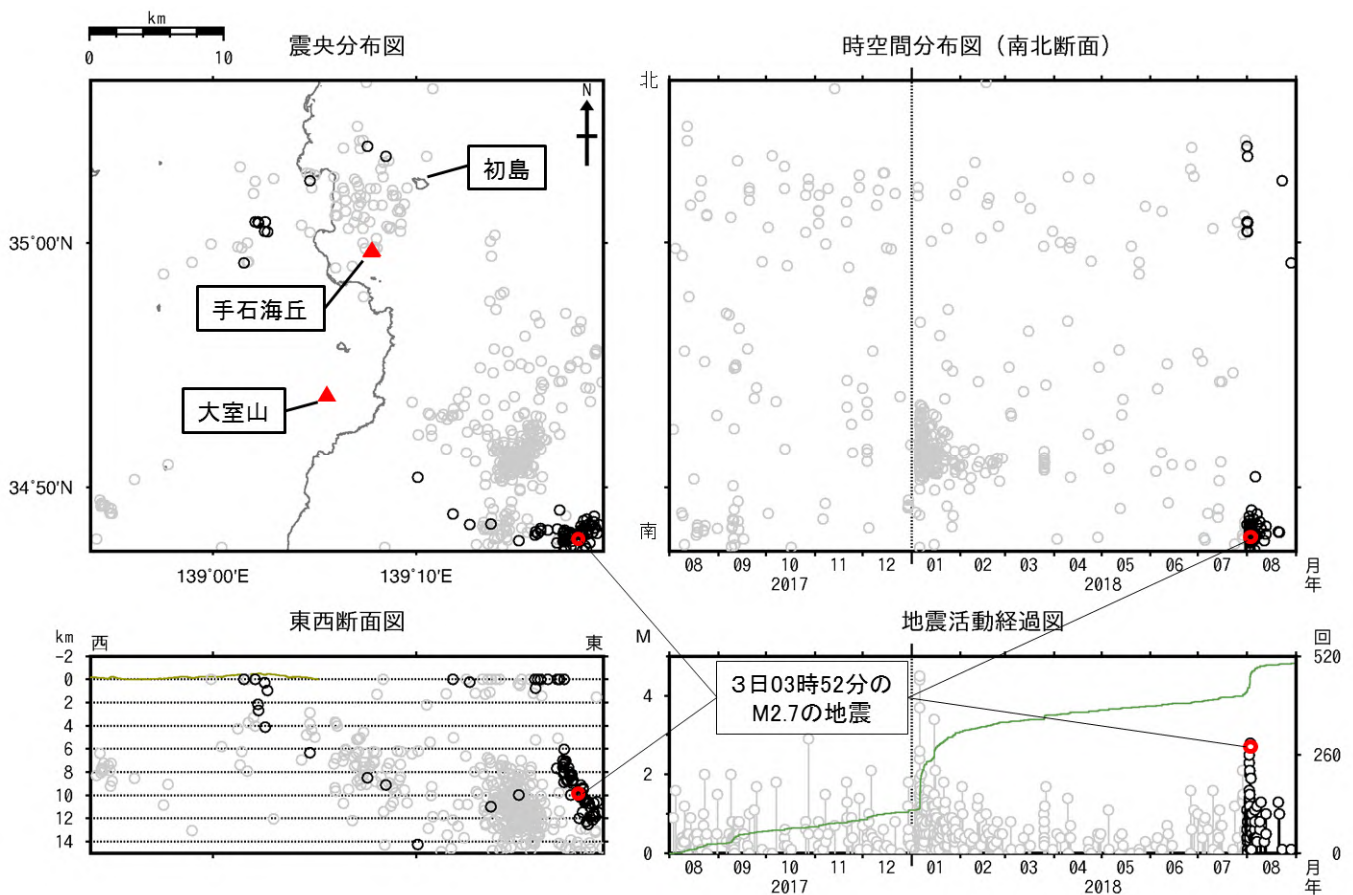 km
0 10
震央分布図
N
初島
手石海丘
大室山
35°00'N
34°50'N
139°00'E 139°10'E
時空間分布図（南北断面）
北
南
08 09 10 11 12 01 02 03 04 05 06 07 08 月
2017 2018 年
東西断面図
km 西 東
-2
0
2
4
6
8
10
12
14
3日03時52分の
M2.7の地震
地震活動経過図
M 回
4 520
2 260
0 0
08 09 10 11 12 01 02 03 04 05 06 07 08 月
2017 2018 年